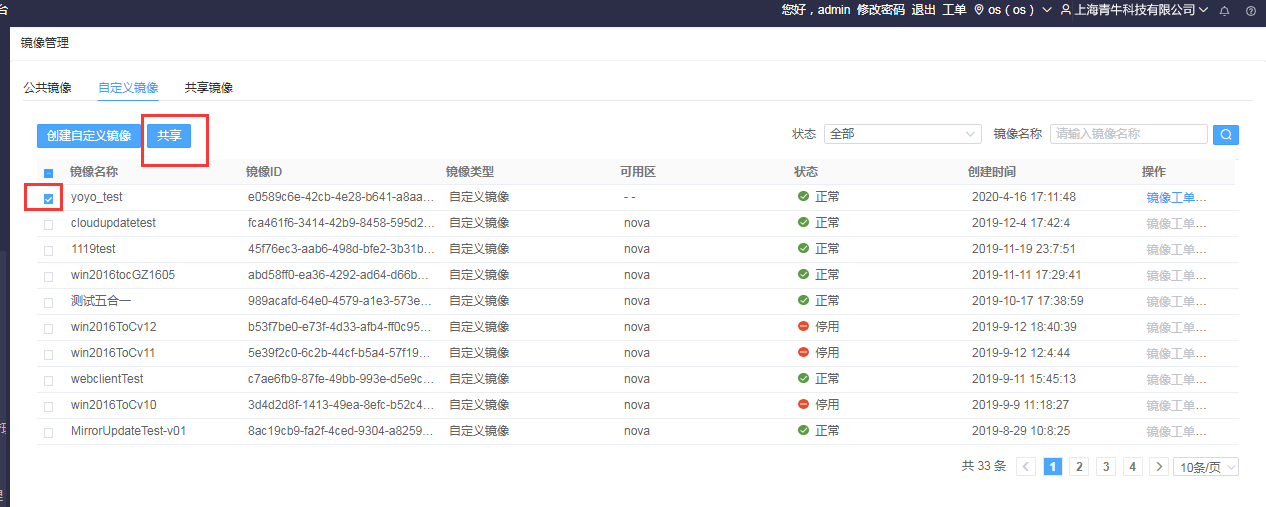 台 您好，admin 修改密码 退出 工单 os ( os ) 上海青牛科技有限公司
镜像管理
公共镜像 自定义镜像 共享镜像
创建自定义镜像 共享 状态 全部 镜像名称 请输入镜像名称
镜像名称 镜像ID 镜像类型 可用区 状态 创建时间 操作
yoyo_test e0589c6e-42cb-4e28-b641-a8aa... 自定义镜像 - - 正常 2020-4-16 17:11:48 镜像工单...
cloudupdatetest fca461f6-3414-42b9-8458-595d2... 自定义镜像 nova 正常 2019-12-4 17:42:4 镜像工单...
1119test 45f76ec3-aab6-498d-bfe2-3b31b... 自定义镜像 nova 正常 2019-11-19 23:7:51 镜像工单...
win2016tocGZ1605 abd58ff0-ea36-4292-ad64-d66b... 自定义镜像 nova 正常 2019-11-11 17:29:41 镜像工单...
测试五合一 989acafd-64e0-4579-a1e3-573e... 自定义镜像 nova 正常 2019-10-17 17:38:59 镜像工单...
win2016ToCv12 b53f7be0-e73f-4d33-afb4-ff0c95... 自定义镜像 nova 停用 2019-9-12 18:40:39 镜像工单...
win2016ToCv11 5e39f2c0-6c2b-44cf-b5a4-57f19... 自定义镜像 nova 停用 2019-9-12 12:4:44 镜像工单...
webclientTest c7ae6fb9-87fe-49bb-993e-d5e9c... 自定义镜像 nova 正常 2019-9-11 15:45:13 镜像工单...
win2016ToCv10 3d4d2d8f-1413-49ea-8efc-b52c4... 自定义镜像 nova 停用 2019-9-9 11:18:27 镜像工单...
MirrorUpdateTest-v01 8ac19cb9-fa2f-4ced-9304-a8259... 自定义镜像 nova 正常 2019-8-29 10:8:25 镜像工单...
共 33 条 1 2 3 4 10条/页